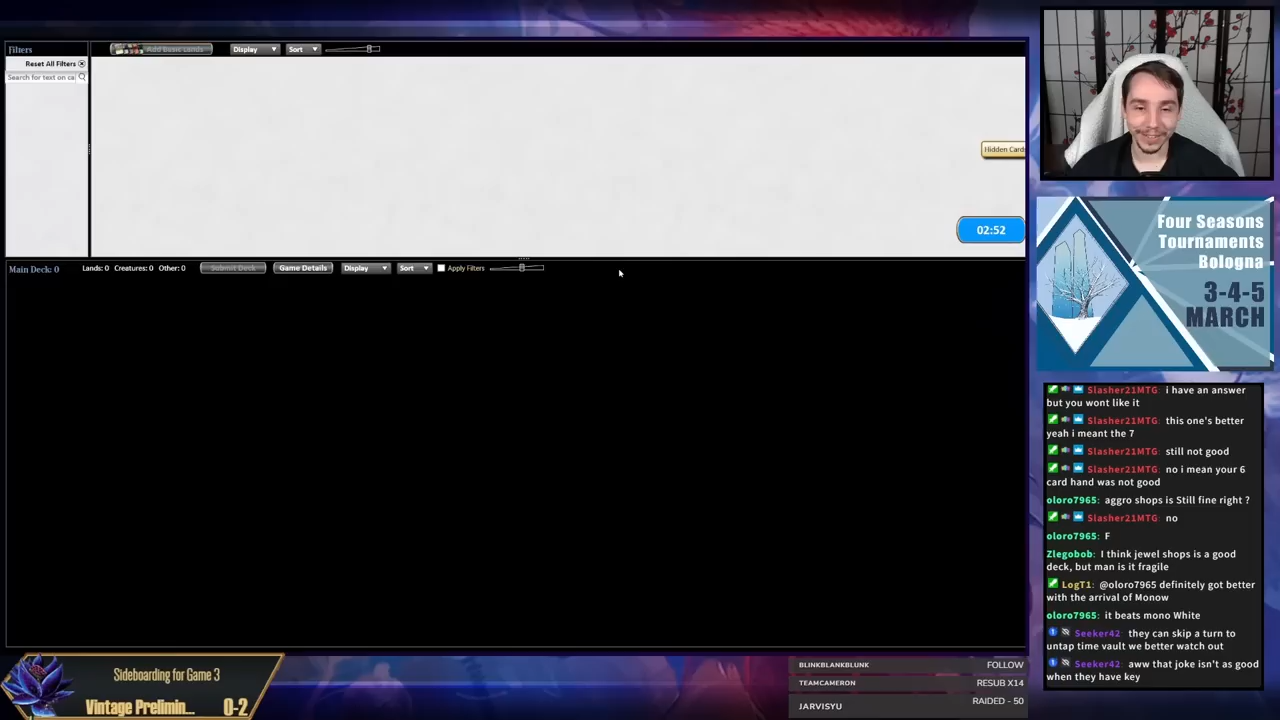 Filters
Add Basic Lands
Display
Sort
Reset All Filters
Search for text on ca
Hidden Cards
02:52
Main Deck: 0
Lands: 0 Creatures: 0 Other: 0
Submit Deck
Game Details
Display
Sort
Apply Filters
Four Seasons
Tournaments
Bologna
3-4-5
MARCH
Slasher21MTG: i have an answer
but you wont like it
Slasher21MTG: this one's better
yeah i meant the 7
Slasher21MTG: still not good
Slasher21MTG: no i mean your 6
card hand was not good
oloro7965: aggro shops is Still fine right ?
Slasher21MTG: no
oloro7965: F
Zlegobob: I think jewel shops is a good
deck, but man is it fragile
LogT1: @oloro7965 definitely got better
with the arrival of Monow
oloro7965: it beats mono White
Seeker42: they can skip a turn to
untap time vault we better watch out
Seeker42: aww that joke isn't as good
when they have key
Sideboarding for Game 3
Vintage Prelimin... 0-2
BLINKBLANKBLUNK FOLLOW
TEAMCAMERON RESUB X14
JARVISYU RAIDED - 50